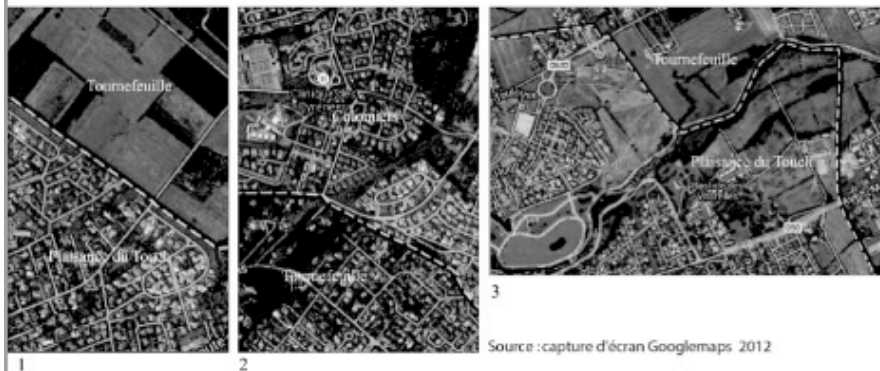 Tournefeuille
Plaisance du Touch
1
Colomiers
Tournefeuille
2
Tournefeuille
Plaisance du Touch
3
Source : capture d'écran Googlemaps 2012